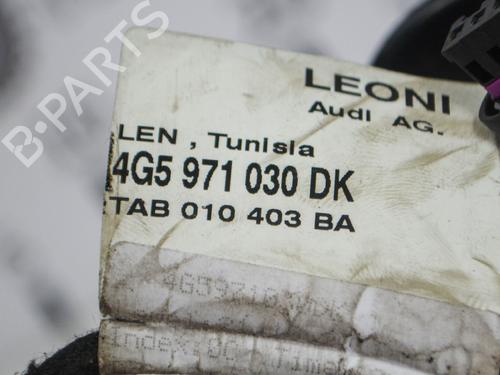 B-PARTS
LEONI
Audi AG.
LEN , Tunisia
4G5 971 030 DK
TAB 010 403 BA